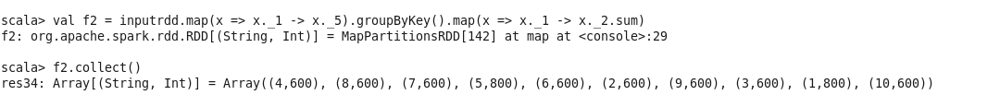 scala> val f2 = inputrdd.map(x => x._1 -> x._5).groupByKey().map(x => x._1 -> x._2.sum)
f2: org.apache.spark.rdd.RDD[(String, Int)] = MapPartitionsRDD[142] at map at <console>:29
scala> f2.collect()
res34: Array[(String, Int)] = Array((4,600), (8,600), (7,600), (5,800), (6,600), (2,600), (9,600), (3,600), (1,800), (10,600))